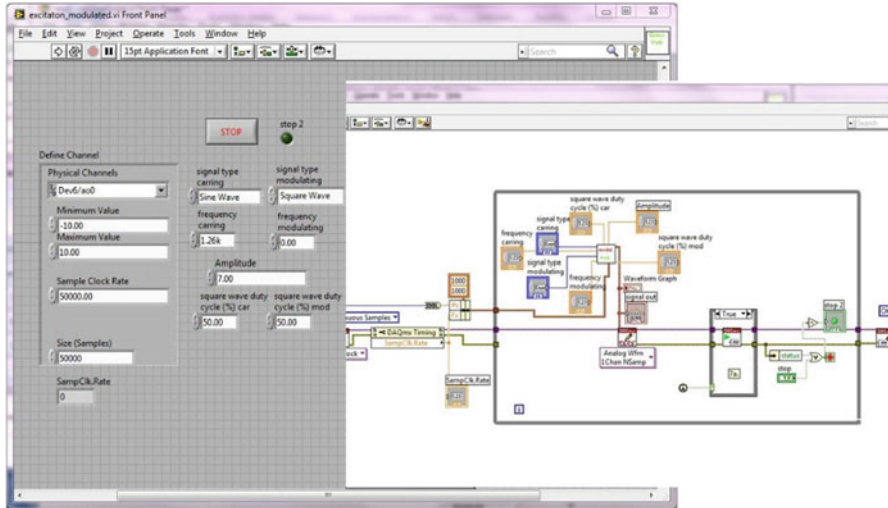 excitaton_modulated.vi Front Panel
File Edit View Project Operate Tools Window Help
15pt Application Font
Search
STOP
stop 2
Define Channel
Physical Channels
Dev6/ao0
Minimum Value
-10.00
Maximum Value
10.00
Sample Clock Rate
50000.00
Size (Samples)
50000
SampClk.Rate
0
signal type
carring
Sine Wave
signal type
modulating
Square Wave
frequency
carring
1.26k
frequency
modulating
0.00
Amplitude
7.00
square wave duty
cycle (%) car
50.00
square wave duty
cycle (%) mod
50.00
Operate Tools Window Help
Search
square wave duty
cycle (%) car
Amplitude
signal type
carring
frequency
carring
square wave duty
cycle (%) mod
signal type
modulating
frequency
modulating
Waveform Graph
signal out
1000
1000
Samples
DAQmx Timing
SampClk.Rate
SampClk.Rate
Analog Wfm
1Chan NSamp
True
stop 2
status
stop
i